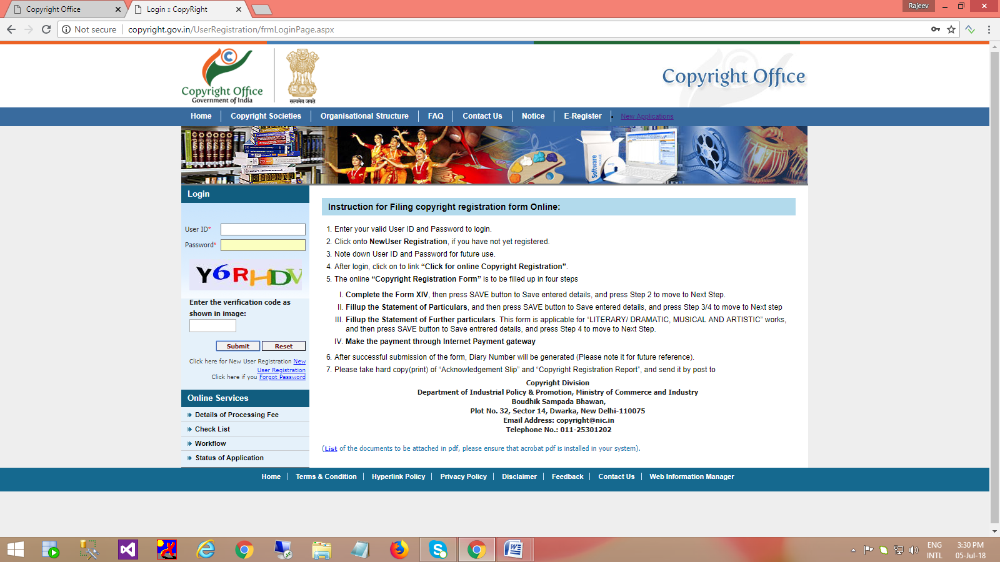 Copyright Office
Login :: CopyRight
Rajeev
Not secure
copyright.gov.in/UserRegistration/frmLoginPage.aspx
Copyright Office
Government of India
सत्यमेव जयते
Copyright Office
Home
Copyright Societies
Organisational Structure
FAQ
Contact Us
Notice
E-Register
New Applications
Software
PACKAGE
Login
User ID*
Password*
Y6RHDV
Enter the verification code as
shown in image:
Submit
Reset
Click here for New User Registration New
User Registration
Click here if you Forgot Password
Online Services
Details of Processing Fee
Check List
Workflow
Status of Application
Instruction for Filing copyright registration form Online:
1. Enter your valid User ID and Password to login.
2. Click onto NewUser Registration, if you have not yet registered.
3. Note down User ID and Password for future use.
4. After login, click on to link “Click for online Copyright Registration”.
5. The online “Copyright Registration Form” is to be filled up in four steps
I. Complete the Form XIV, then press SAVE button to Save entered details, and press Step 2 to move to Next Step.
II. Fillup the Statement of Particulars, and then press SAVE button to Save entered details, and press Step 3/4 to move to Next step
III. Fillup the Statement of Further particulars. This form is applicable for “LITERARY/ DRAMATIC, MUSICAL AND ARTISTIC” works,
and then press SAVE button to Save entrered details, and press Step 4 to move to Next Step.
IV. Make the payment through Internet Payment gateway
6. After successful submission of the form, Diary Number will be generated (Please note it for future reference).
7. Please take hard copy(print) of “Acknowledgement Slip” and “Copyright Registration Report”, and send it by post to
Copyright Division
Department of Industrial Policy & Promotion, Ministry of Commerce and Industry
Boudhik Sampada Bhawan,
Plot No. 32, Sector 14, Dwarka, New Delhi-110075
Email Address: copyright@nic.in
Telephone No.: 011-25301202
(List of the documents to be attached in pdf, please ensure that acrobat pdf is installed in your system).
Home
Terms & Condition
Hyperlink Policy
Privacy Policy
Disclaimer
Feedback
Contact Us
Web Information Manager
ENG
INTL
3:30 PM
05-Jul-18